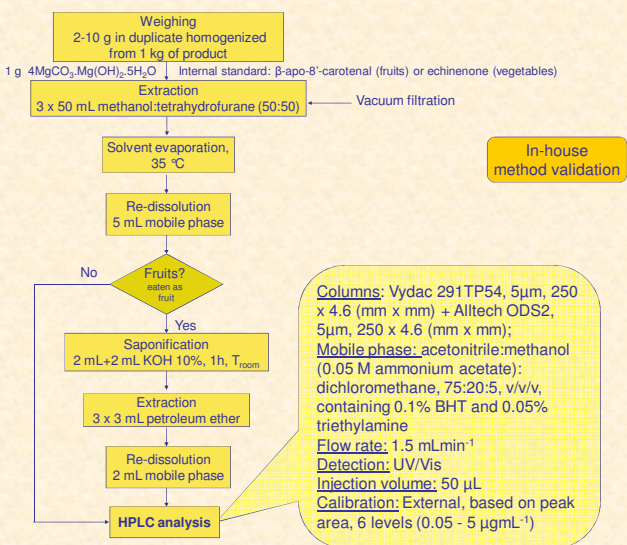 Weighing
2-10 g in duplicate homogenized
from 1 kg of product
1 g 4MgCO₃.Mg(OH)₂.5H₂O Internal standard: β-apo-8'-carotenal (fruits) or echinenone (vegetables)
Extraction
3 x 50 mL methanol:tetrahydrofurane (50:50)
Vacuum filtration
Solvent evaporation,
35 °C
In-house
method validation
Re-dissolution
5 mL mobile phase
No
Fruits?
eaten as
fruit
Yes
Saponification
2 mL+2 mL KOH 10%, 1h, Troom
Extraction
3 x 3 mL petroleum ether
Re-dissolution
2 mL mobile phase
HPLC analysis
Columns: Vydac 291TP54, 5µm, 250
x 4.6 (mm x mm) + Alltech ODS2,
5µm, 250 x 4.6 (mm x mm);
Mobile phase: acetonitrile:methanol
(0.05 M ammonium acetate):
dichloromethane, 75:20:5, v/v/v,
containing 0.1% BHT and 0.05%
triethylamine
Flow rate: 1.5 mLmin⁻¹
Detection: UV/Vis
Injection volume: 50 µL
Calibration: External, based on peak
area, 6 levels (0.05 - 5 µgmL⁻¹)